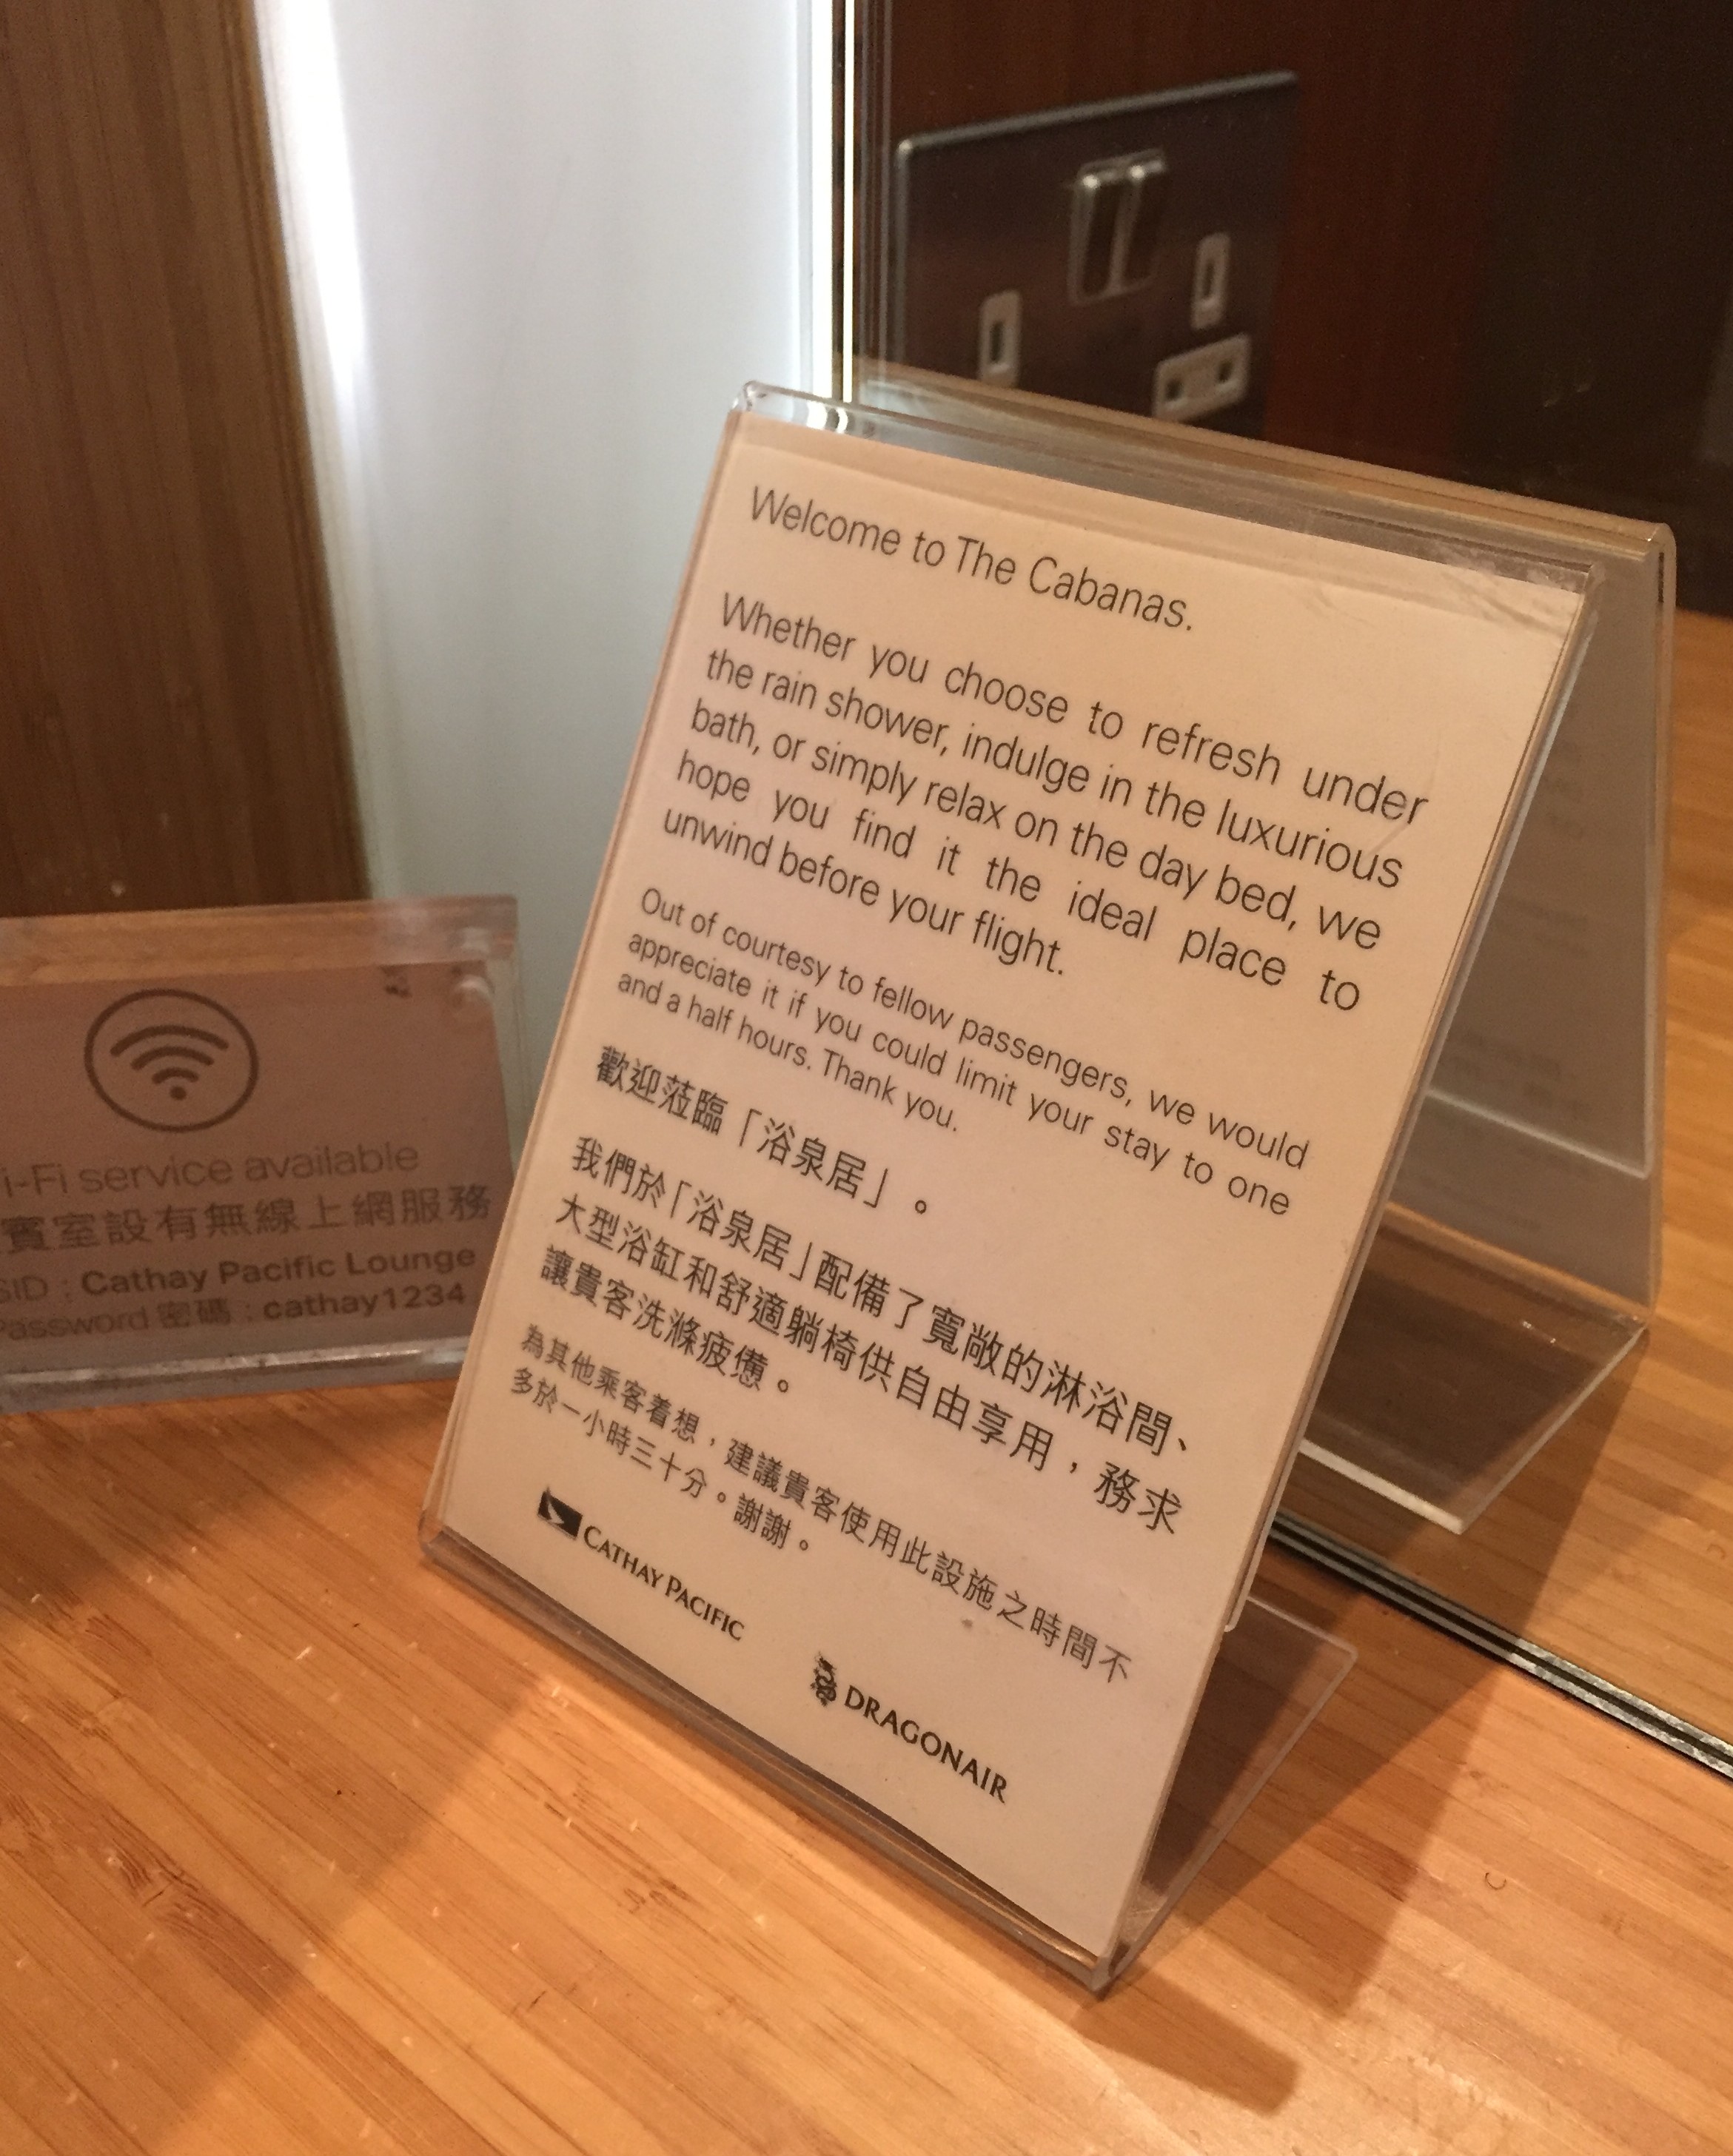 Welcome to The Cabanas.
Whether you choose to refresh under
the rain shower, indulge in the luxurious
bath, or simply relax on the day bed, we
hope you find it the ideal place to
unwind before your flight.
Out of courtesy to fellow passengers, we would
appreciate it if you could limit your stay to one
and a half hours. Thank you.
歡迎蒞臨「浴泉居」。
我們於「浴泉居」配備了寬敞的淋浴間、
大型浴缸和舒適躺椅供自由享用，務求
讓貴客洗滌疲憊。
為其他乘客着想，建議貴客使用此設施之時間不
多於一小時三十分。謝謝。
CATHAY PACIFIC
DRAGONAIR
i-Fi service available
賓室設有無線上網服務
SID : Cathay Pacific Lounge
Password 密碼 : cathay1234